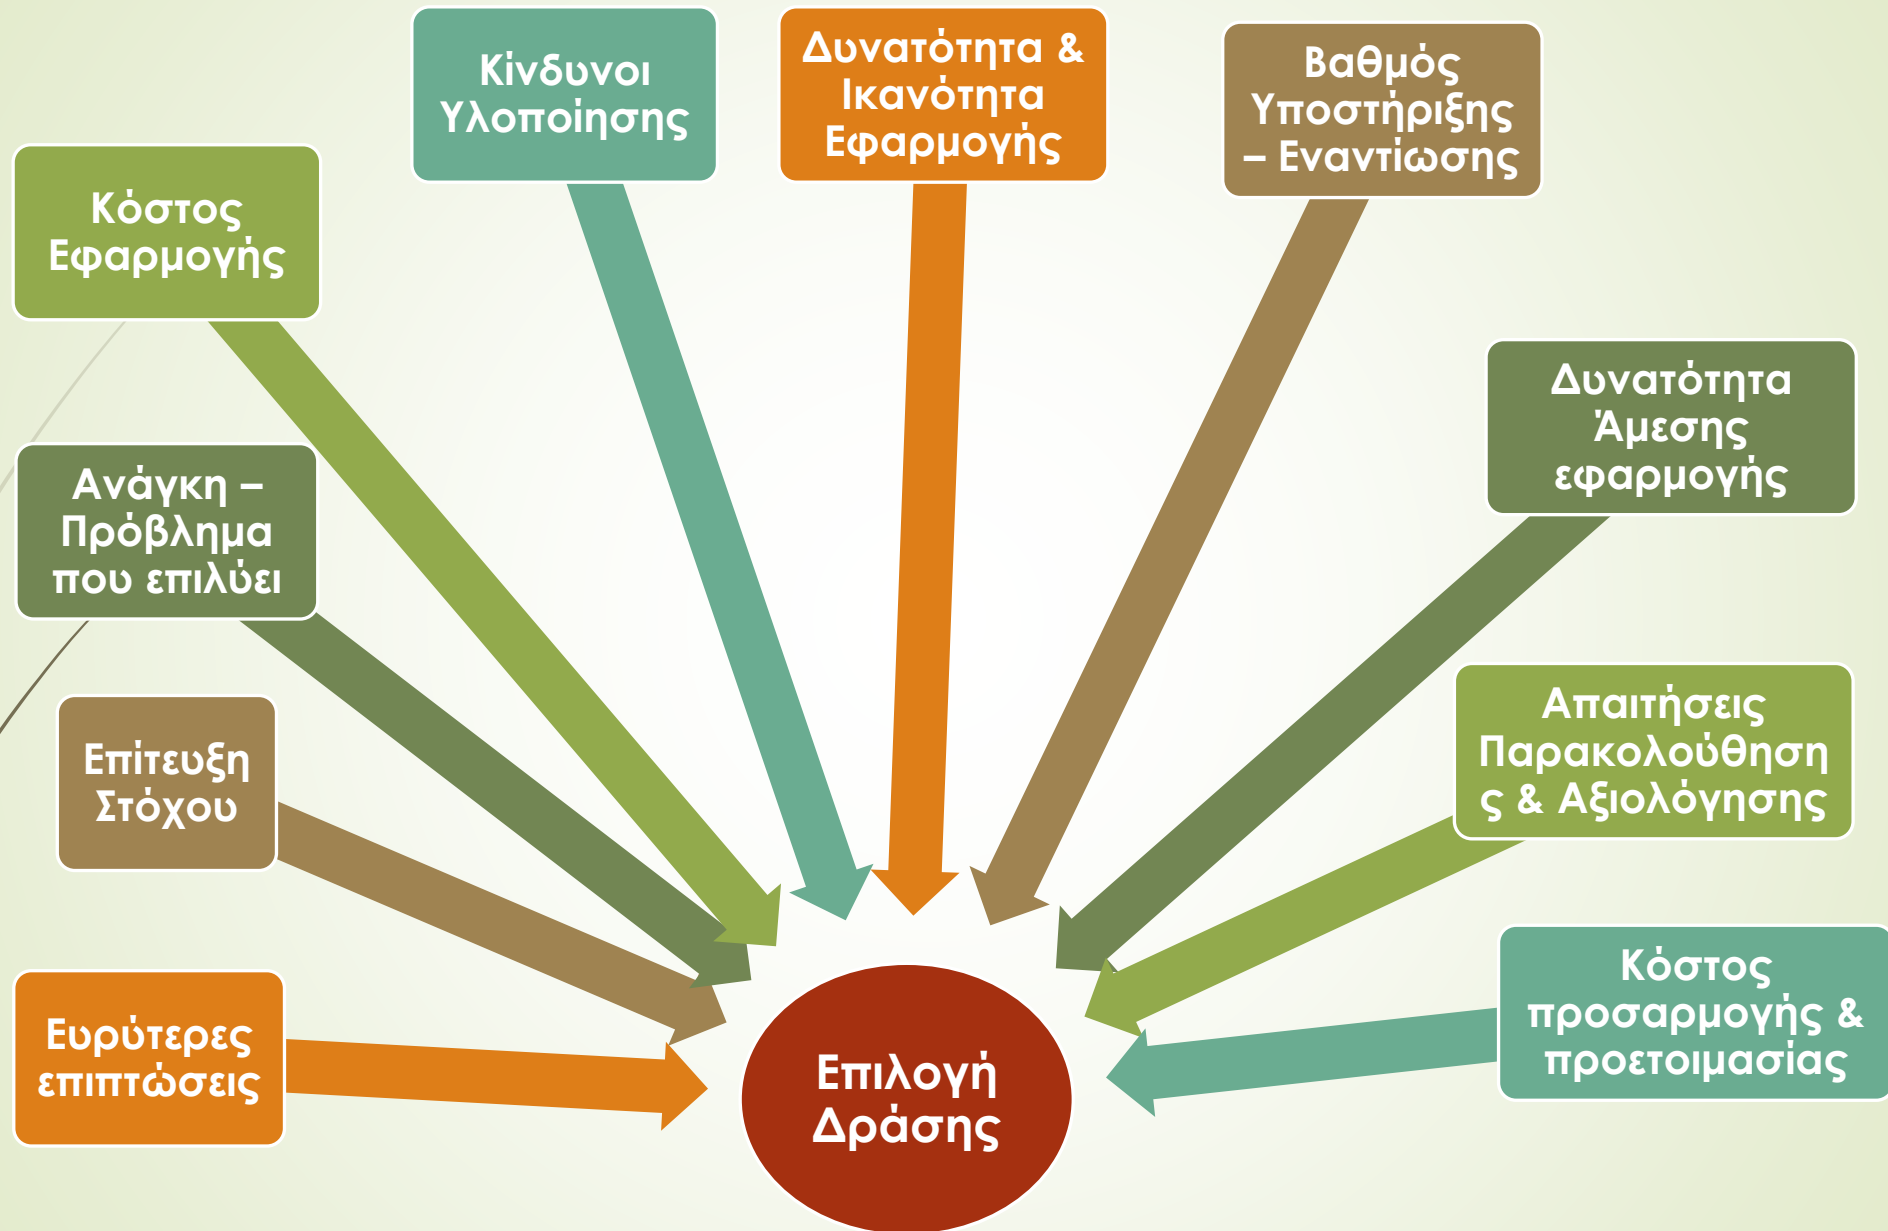 Κίνδυνοι
Υλοποίησης
Δυνατότητα &
Ικανότητα
Εφαρμογής
Βαθμός
Υποστήριξης
– Εναντίωσης
Κόστος
Εφαρμογής
Δυνατότητα
Άμεσης
εφαρμογής
Ανάγκη –
Πρόβλημα
που επιλύει
Απαιτήσεις
Παρακολούθηση
ς & Αξιολόγησης
Επίτευξη
Στόχου
Κόστος
προσαρμογής &
προετοιμασίας
Ευρύτερες
επιπτώσεις
Επιλογή
Δράσης